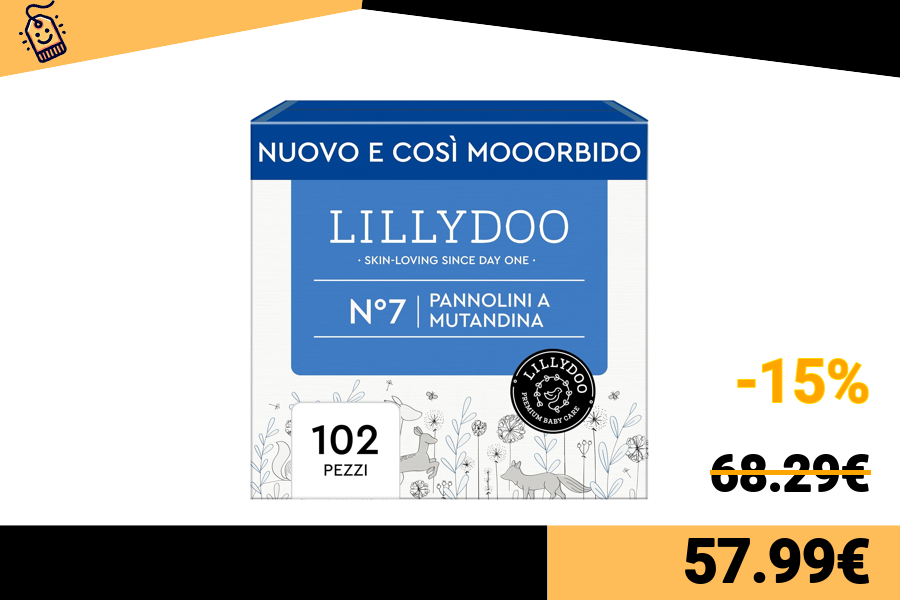 NUOVO E COSÌ MOOORBIDO
LILLYDOO
· SKIN-LOVING SINCE DAY ONE ·
Nº7
PANNOLINI A
MUTANDINA
LILLYDOO
PREMIUM BABY CARE
102
PEZZI
-15%
68.29€
57.99€